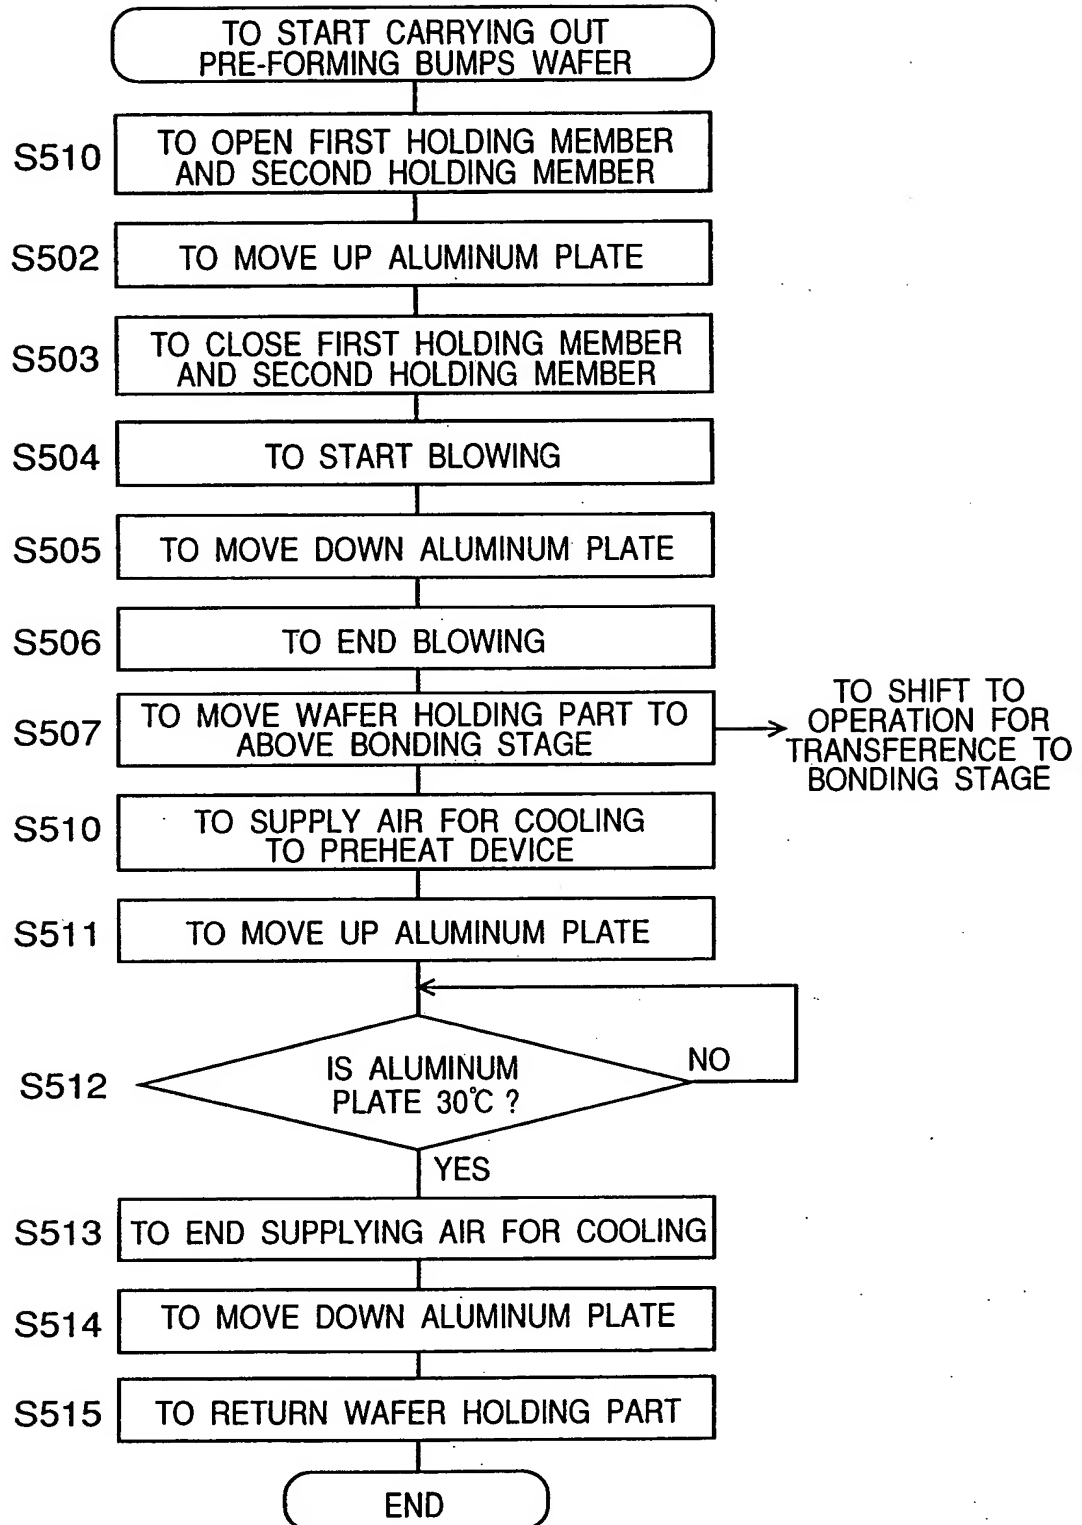 TO START CARRYING OUT
PRE-FORMING BUMPS WAFER
S510
TO OPEN FIRST HOLDING MEMBER
AND SECOND HOLDING MEMBER
S502
TO MOVE UP ALUMINUM PLATE
S503
TO CLOSE FIRST HOLDING MEMBER
AND SECOND HOLDING MEMBER
S504
TO START BLOWING
S505
TO MOVE DOWN ALUMINUM PLATE
S506
TO END BLOWING
S507
TO MOVE WAFER HOLDING PART TO
ABOVE BONDING STAGE
TO SHIFT TO
OPERATION FOR
TRANSFERENCE TO
BONDING STAGE
S510
TO SUPPLY AIR FOR COOLING
TO PREHEAT DEVICE
S511
TO MOVE UP ALUMINUM PLATE
S512
IS ALUMINUM
PLATE 30℃ ?
NO
YES
S513
TO END SUPPLYING AIR FOR COOLING
S514
TO MOVE DOWN ALUMINUM PLATE
S515
TO RETURN WAFER HOLDING PART
END